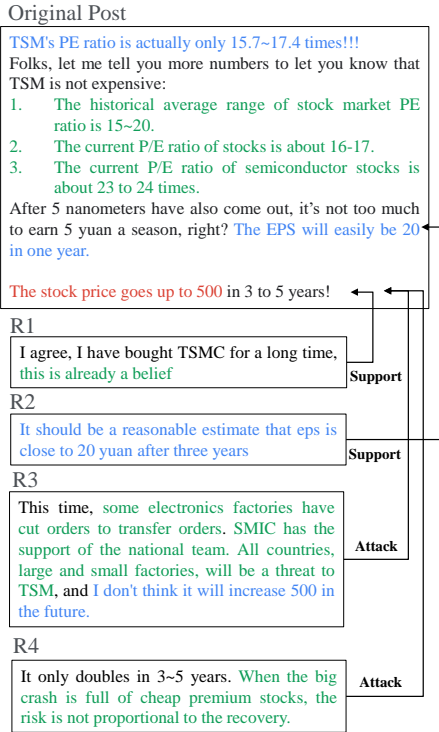 Original Post
TSM's PE ratio is actually only 15.7~17.4 times!!!
Folks, let me tell you more numbers to let you know that
TSM is not expensive:
1. The historical average range of stock market PE
ratio is 15~20.
2. The current P/E ratio of stocks is about 16-17.
3. The current P/E ratio of semiconductor stocks is
about 23 to 24 times.
After 5 nanometers have also come out, it's not too much
to earn 5 yuan a season, right? The EPS will easily be 20
in one year.
The stock price goes up to 500 in 3 to 5 years!
R1
I agree, I have bought TSMC for a long time,
this is already a belief
Support
R2
It should be a reasonable estimate that eps is
close to 20 yuan after three years
Support
R3
This time, some electronics factories have
cut orders to transfer orders. SMIC has the
support of the national team. All countries,
large and small factories, will be a threat to
TSM, and I don't think it will increase 500 in
the future.
Attack
R4
It only doubles in 3~5 years. When the big
crash is full of cheap premium stocks, the
risk is not proportional to the recovery.
Attack